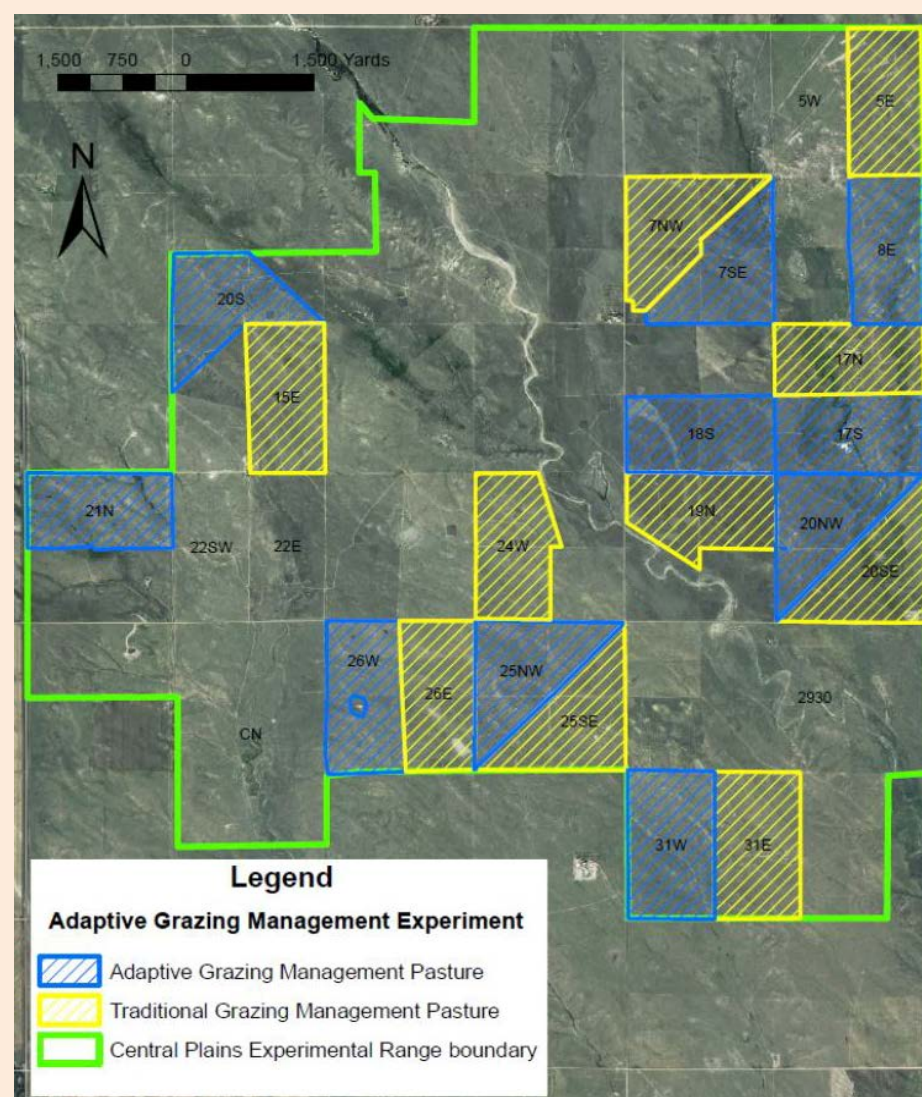 1,500 750 0 1,500 Yards
N
5W
5E
7NW
7SE
8E
20S
17N
15E
18S
17S
21N
19N
20NW
22SW
22E
24W
20SE
26W
25NW
26E
25SE
2930
CN
31W
31E
Legend
Adaptive Grazing Management Experiment
Adaptive Grazing Management Pasture
Traditional Grazing Management Pasture
Central Plains Experimental Range boundary